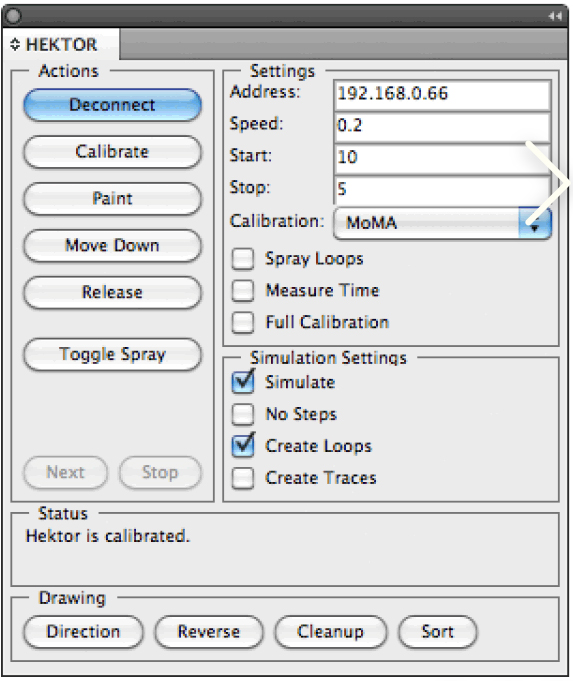 HEKTOR
Actions
Deconnect
Calibrate
Paint
Move Down
Release
Toggle Spray
Next Stop
Settings
Address: 192.168.0.66
Speed: 0.2
Start: 10
Stop: 5
Calibration: MoMA
Spray Loops
Measure Time
Full Calibration
Simulation Settings
Simulate
No Steps
Create Loops
Create Traces
Status
Hektor is calibrated.
Drawing
Direction Reverse Cleanup Sort